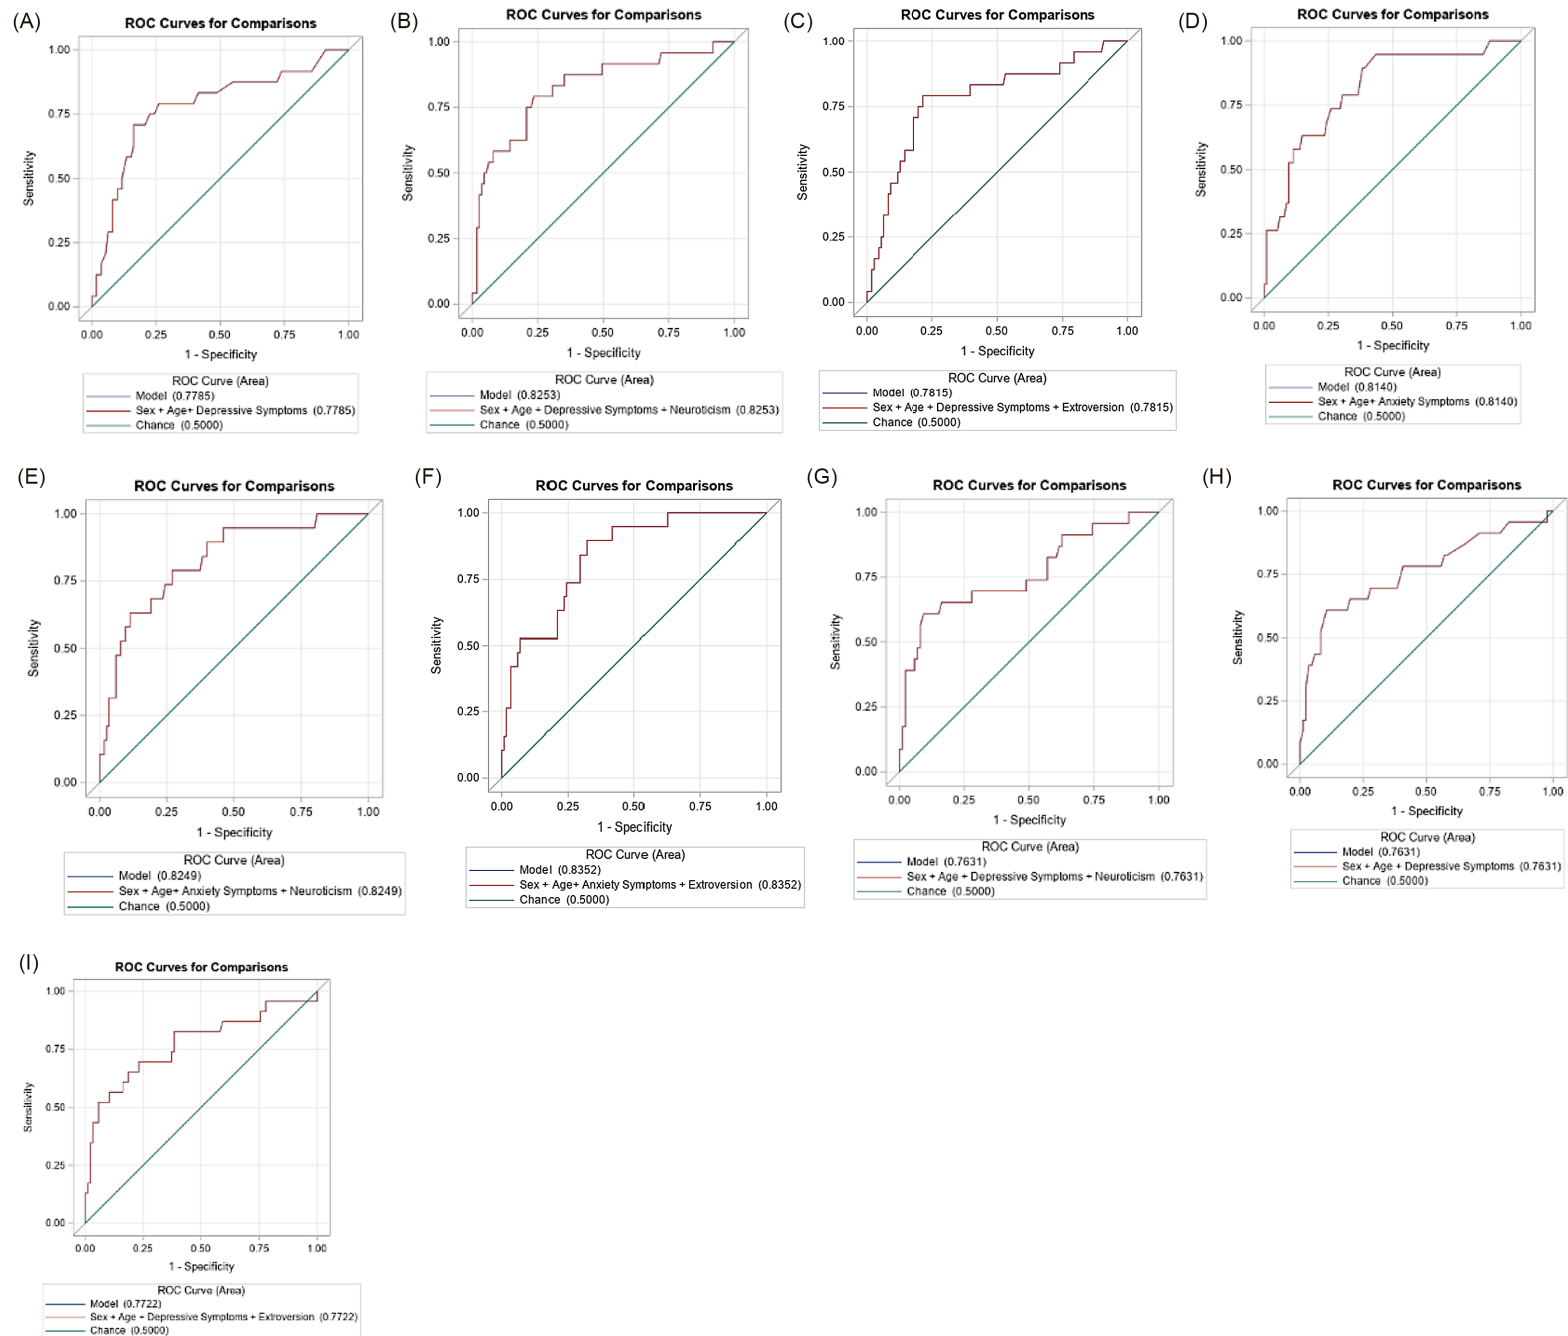 (A)
ROC Curves for Comparisons
1.00
0.75
0.50
0.25
0.00
Sensitivity
0.00 0.25 0.50 0.75 1.00
1 - Specificity
ROC Curve (Area)
Model (0.7785)
Sex + Age+ Depressive Symptoms (0.7785)
Chance (0.5000)
(B)
ROC Curves for Comparisons
1.00
0.75
0.50
0.25
0.00
Sensitivity
0.00 0.25 0.50 0.75 1.00
1 - Specificity
ROC Curve (Area)
Model (0.8253)
Sex + Age + Depressive Symptoms + Neuroticism (0.8253)
Chance (0.5000)
(C)
ROC Curves for Comparisons
1.00
0.75
0.50
0.25
0.00
Sensitivity
0.00 0.25 0.50 0.75 1.00
1 - Specificity
ROC Curve (Area)
Model (0.7815)
Sex + Age + Depressive Symptoms + Extroversion (0.7815)
Chance (0.5000)
(D)
ROC Curves for Comparisons
1.00
0.75
0.50
0.25
0.00
Sensitivity
0.00 0.25 0.50 0.75 1.00
1 - Specificity
ROC Curve (Area)
Model (0.8140)
Sex + Age+ Anxiety Symptoms (0.8140)
Chance (0.5000)
(E)
ROC Curves for Comparisons
1.00
0.75
0.50
0.25
0.00
Sensitivity
0.00 0.25 0.50 0.75 1.00
1 - Specificity
ROC Curve (Area)
Model (0.8249)
Sex + Age+ Anxiety Symptoms + Neuroticism (0.8249)
Chance (0.5000)
(F)
ROC Curves for Comparisons
1.00
0.75
0.50
0.25
0.00
Sensitivity
0.00 0.25 0.50 0.75 1.00
1 - Specificity
ROC Curve (Area)
Model (0.8352)
Sex + Age+ Anxiety Symptoms + Extroversion (0.8352)
Chance (0.5000)
(G)
ROC Curves for Comparisons
1.00
0.75
0.50
0.25
0.00
Sensitivity
0.00 0.25 0.50 0.75 1.00
1 - Specificity
ROC Curve (Area)
Model (0.7631)
Sex + Age + Depressive Symptoms + Neuroticism (0.7631)
Chance (0.5000)
(H)
ROC Curves for Comparisons
1.00
0.75
0.50
0.25
0.00
Sensitivity
0.00 0.25 0.50 0.75 1.00
1 - Specificity
ROC Curve (Area)
Model (0.7631)
Sex + Age + Depressive Symptoms (0.7631)
Chance (0.5000)
(I)
ROC Curves for Comparisons
1.00
0.75
0.50
0.25
0.00
Sensitivity
0.00 0.25 0.50 0.75 1.00
1 - Specificity
ROC Curve (Area)
Model (0.7722)
Sex + Age + Depressive Symptoms + Extroversion (0.7722)
Chance (0.5000)